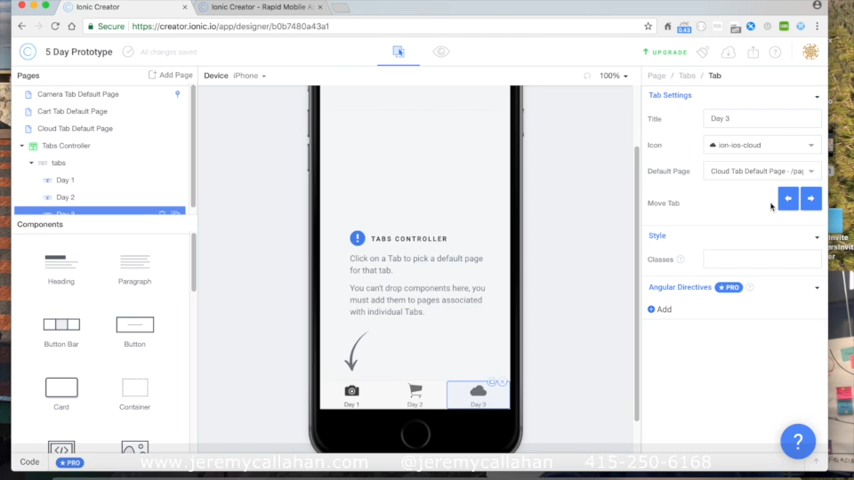 Ionic Creator
Ionic Creator - Rapid Mobile A
Secure
https://creator.ionic.io/app/designer/b0b7480a43a1
0.43
5 Day Prototype
All changes saved
UPGRADE
Pages
Add Page
Device iPhone
100%
Page / Tabs / Tab
Camera Tab Default Page
Cart Tab Default Page
Cloud Tab Default Page
Tabs Controller
tabs
Day 1
Day 2
Day 3
Components
Heading
Paragraph
Button Bar
Button
Card
Container
Code
PRO
TABS CONTROLLER
Click on a Tab to pick a default page
for that tab.
You can't drop components here, you
must add them to pages associated
with individual Tabs.
Day 1
Day 2
Day 3
Tab Settings
Title
Day 3
Icon
ion-ios-cloud
Default Page
Cloud Tab Default Page - /pag
Move Tab
Style
Classes
Angular Directives
PRO
Add
www.jeremycallahan.com @jeremycallahan 415-250-6168